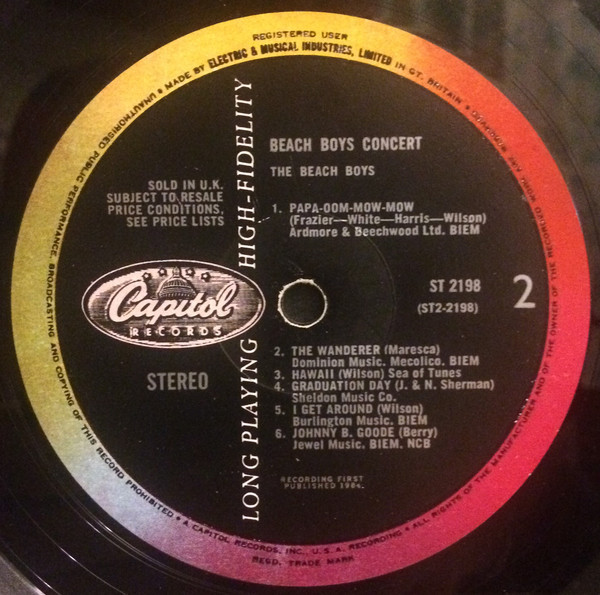 REGISTERED USER
UNAUTHORISED PUBLIC PERFORMANCE, BROADCASTING AND COPYING OF THIS RECORD PROHIBITED • A CAPITOL RECORDS, INC., U.S.A. RECORDING • ALL RIGHTS OF THE MANUFACTURER AND OF THE OWNER OF THE RECORDED WORK ARE RESERVED
• MADE BY ELECTRIC & MUSICAL INDUSTRIES, LIMITED IN GT. BRITAIN •
REGD. TRADE MARK
LONG PLAYING HIGH-FIDELITY
BEACH BOYS CONCERT
THE BEACH BOYS
SOLD IN U.K.
SUBJECT TO RESALE
PRICE CONDITIONS,
SEE PRICE LISTS
1. PAPA-OOM-MOW-MOW
(Frazier—White—Harris—Wilson)
Ardmore & Beechwood Ltd. BIEM
Capitol
RECORDS
STEREO
ST 2198
(ST2-2198)
2
2. THE WANDERER (Maresca)
Dominion Music. Mecolico. BIEM
3. HAWAII (Wilson) Sea of Tunes
4. GRADUATION DAY (J. & N. Sherman)
Sheldon Music Co.
5. I GET AROUND (Wilson)
Burlington Music. BIEM
6. JOHNNY B. GOODE (Berry)
Jewel Music. BIEM. NCB
RECORDING FIRST
PUBLISHED 1964.